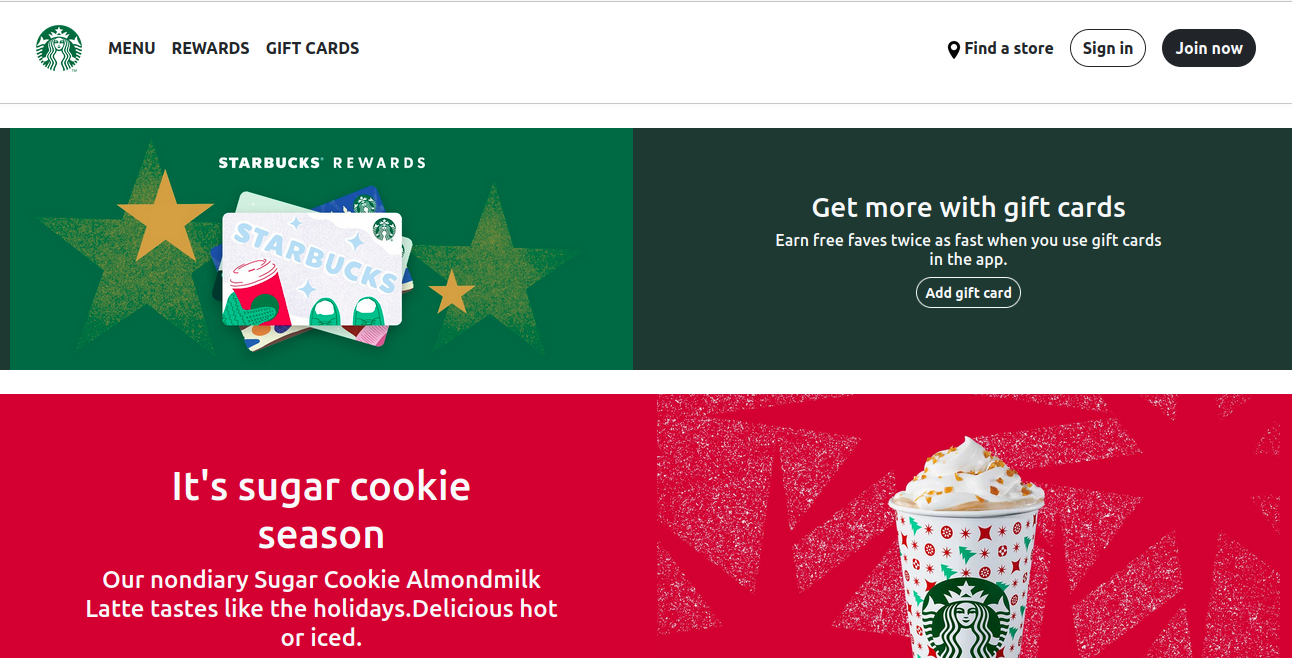 MENU REWARDS GIFT CARDS Find a store Sign in Join now
STARBUCKS® REWARDS
STARBUCKS
Get more with gift cards
Earn free faves twice as fast when you use gift cards
in the app.
Add gift card
It's sugar cookie
season
Our nondiary Sugar Cookie Almondmilk
Latte tastes like the holidays.Delicious hot
or iced.